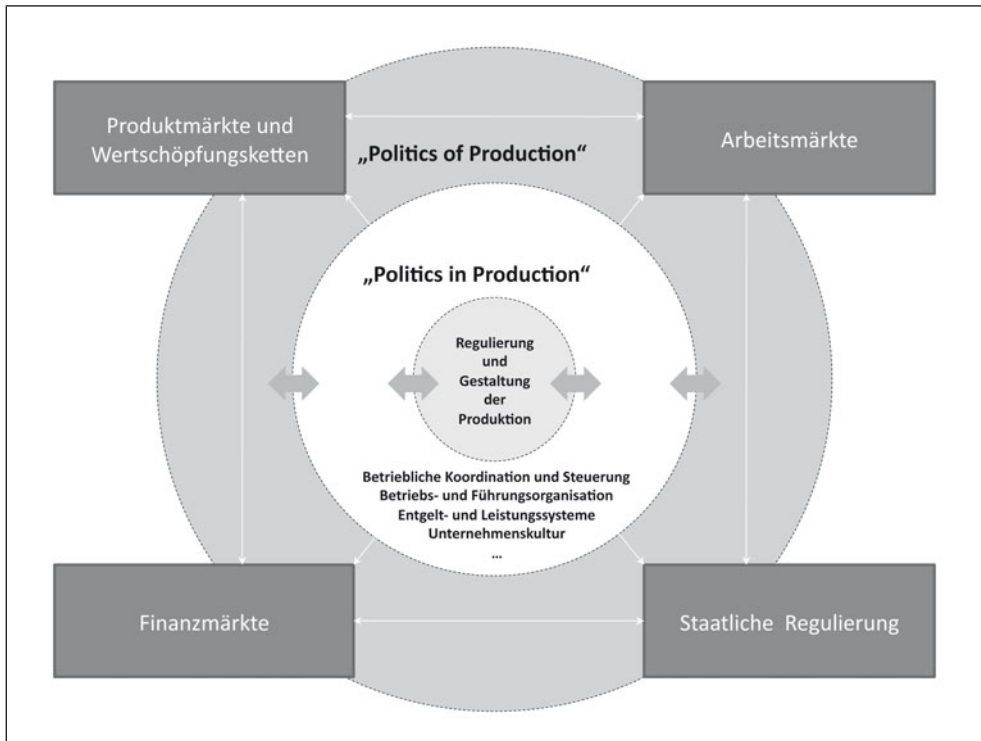 Produktmärkte und
Wertschöpfungsketten
Arbeitsmärkte
„Politics of Production“
„Politics in Production“
Regulierung
und
Gestaltung
der
Produktion
Betriebliche Koordination und Steuerung
Betriebs- und Führungsorganisation
Entgelt- und Leistungssysteme
Unternehmenskultur
...
Finanzmärkte
Staatliche Regulierung